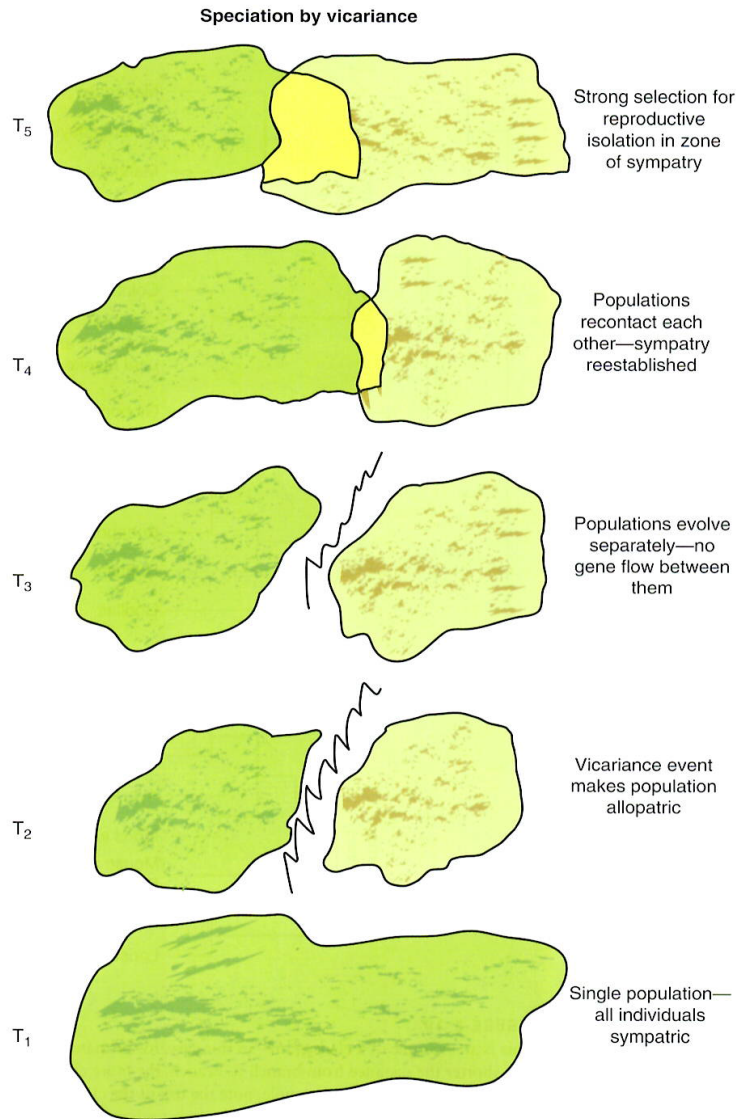 Speciation by vicariance
T5
Strong selection for
reproductive
isolation in zone
of sympatry
T4
Populations
recontact each
other—sympatry
reestablished
T3
Populations evolve
separately—no
gene flow between
them
T2
Vicariance event
makes population
allopatric
T1
Single population—
all individuals
sympatric